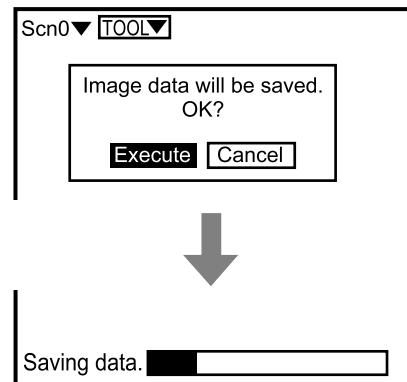 Scn0▼ TOOL▼
Image data will be saved.
OK?
Execute Cancel
Saving data.